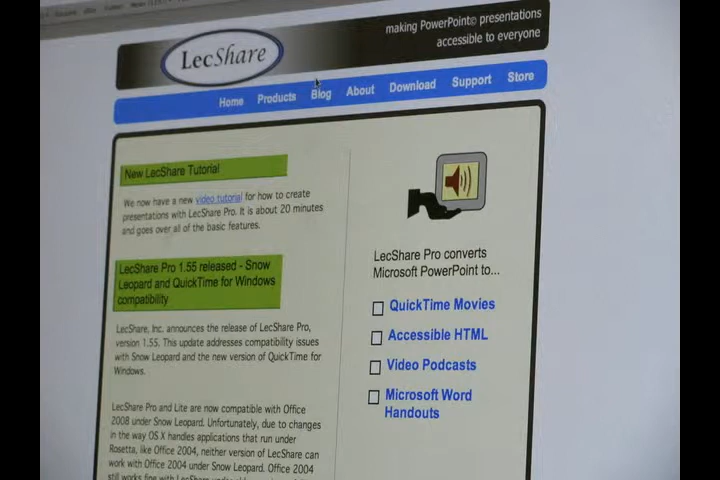 LecShare
making PowerPoint© presentations
accessible to everyone
Home Products Blog About Download Support Store
New LecShare Tutorial
We now have a new video tutorial for how to create
presentations with LecShare Pro. It is about 20 minutes
and goes over all of the basic features.
LecShare Pro 1.55 released - Snow
Leopard and QuickTime for Windows
compatibility
LecShare, Inc. announces the release of LecShare Pro,
version 1.55. This update addresses compatibility issues
with Snow Leopard and the new version of QuickTime for
Windows.
LecShare Pro and Lite are now compatible with Office
2008 under Snow Leopard. Unfortunately, due to changes
in the way OS X handles applications that run under
Rosetta, like Office 2004, neither version of LecShare can
work with Office 2004 under Snow Leopard. Office 2004
LecShare Pro converts
Microsoft PowerPoint to...
QuickTime Movies
Accessible HTML
Video Podcasts
Microsoft Word
Handouts